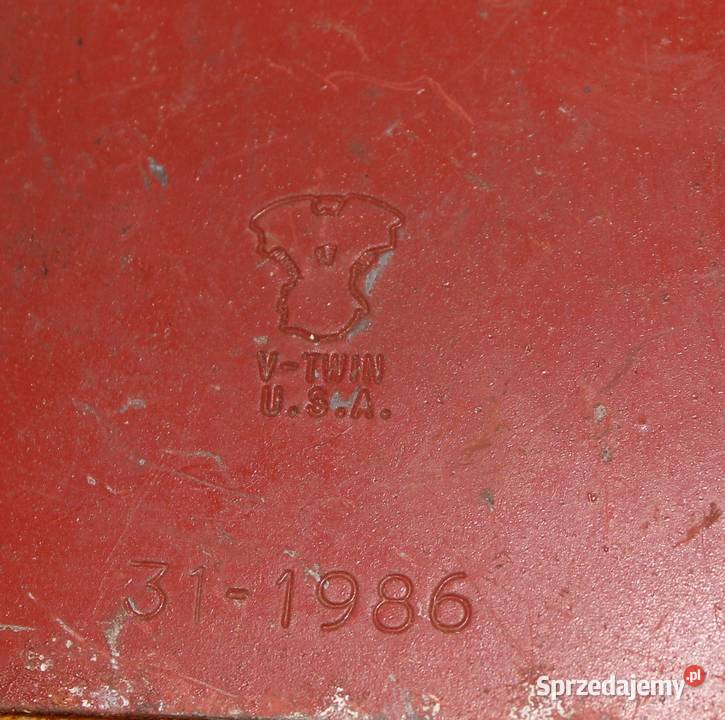 V-TWIN
U.S.A.
31-1986
Sprzedajemy.pl